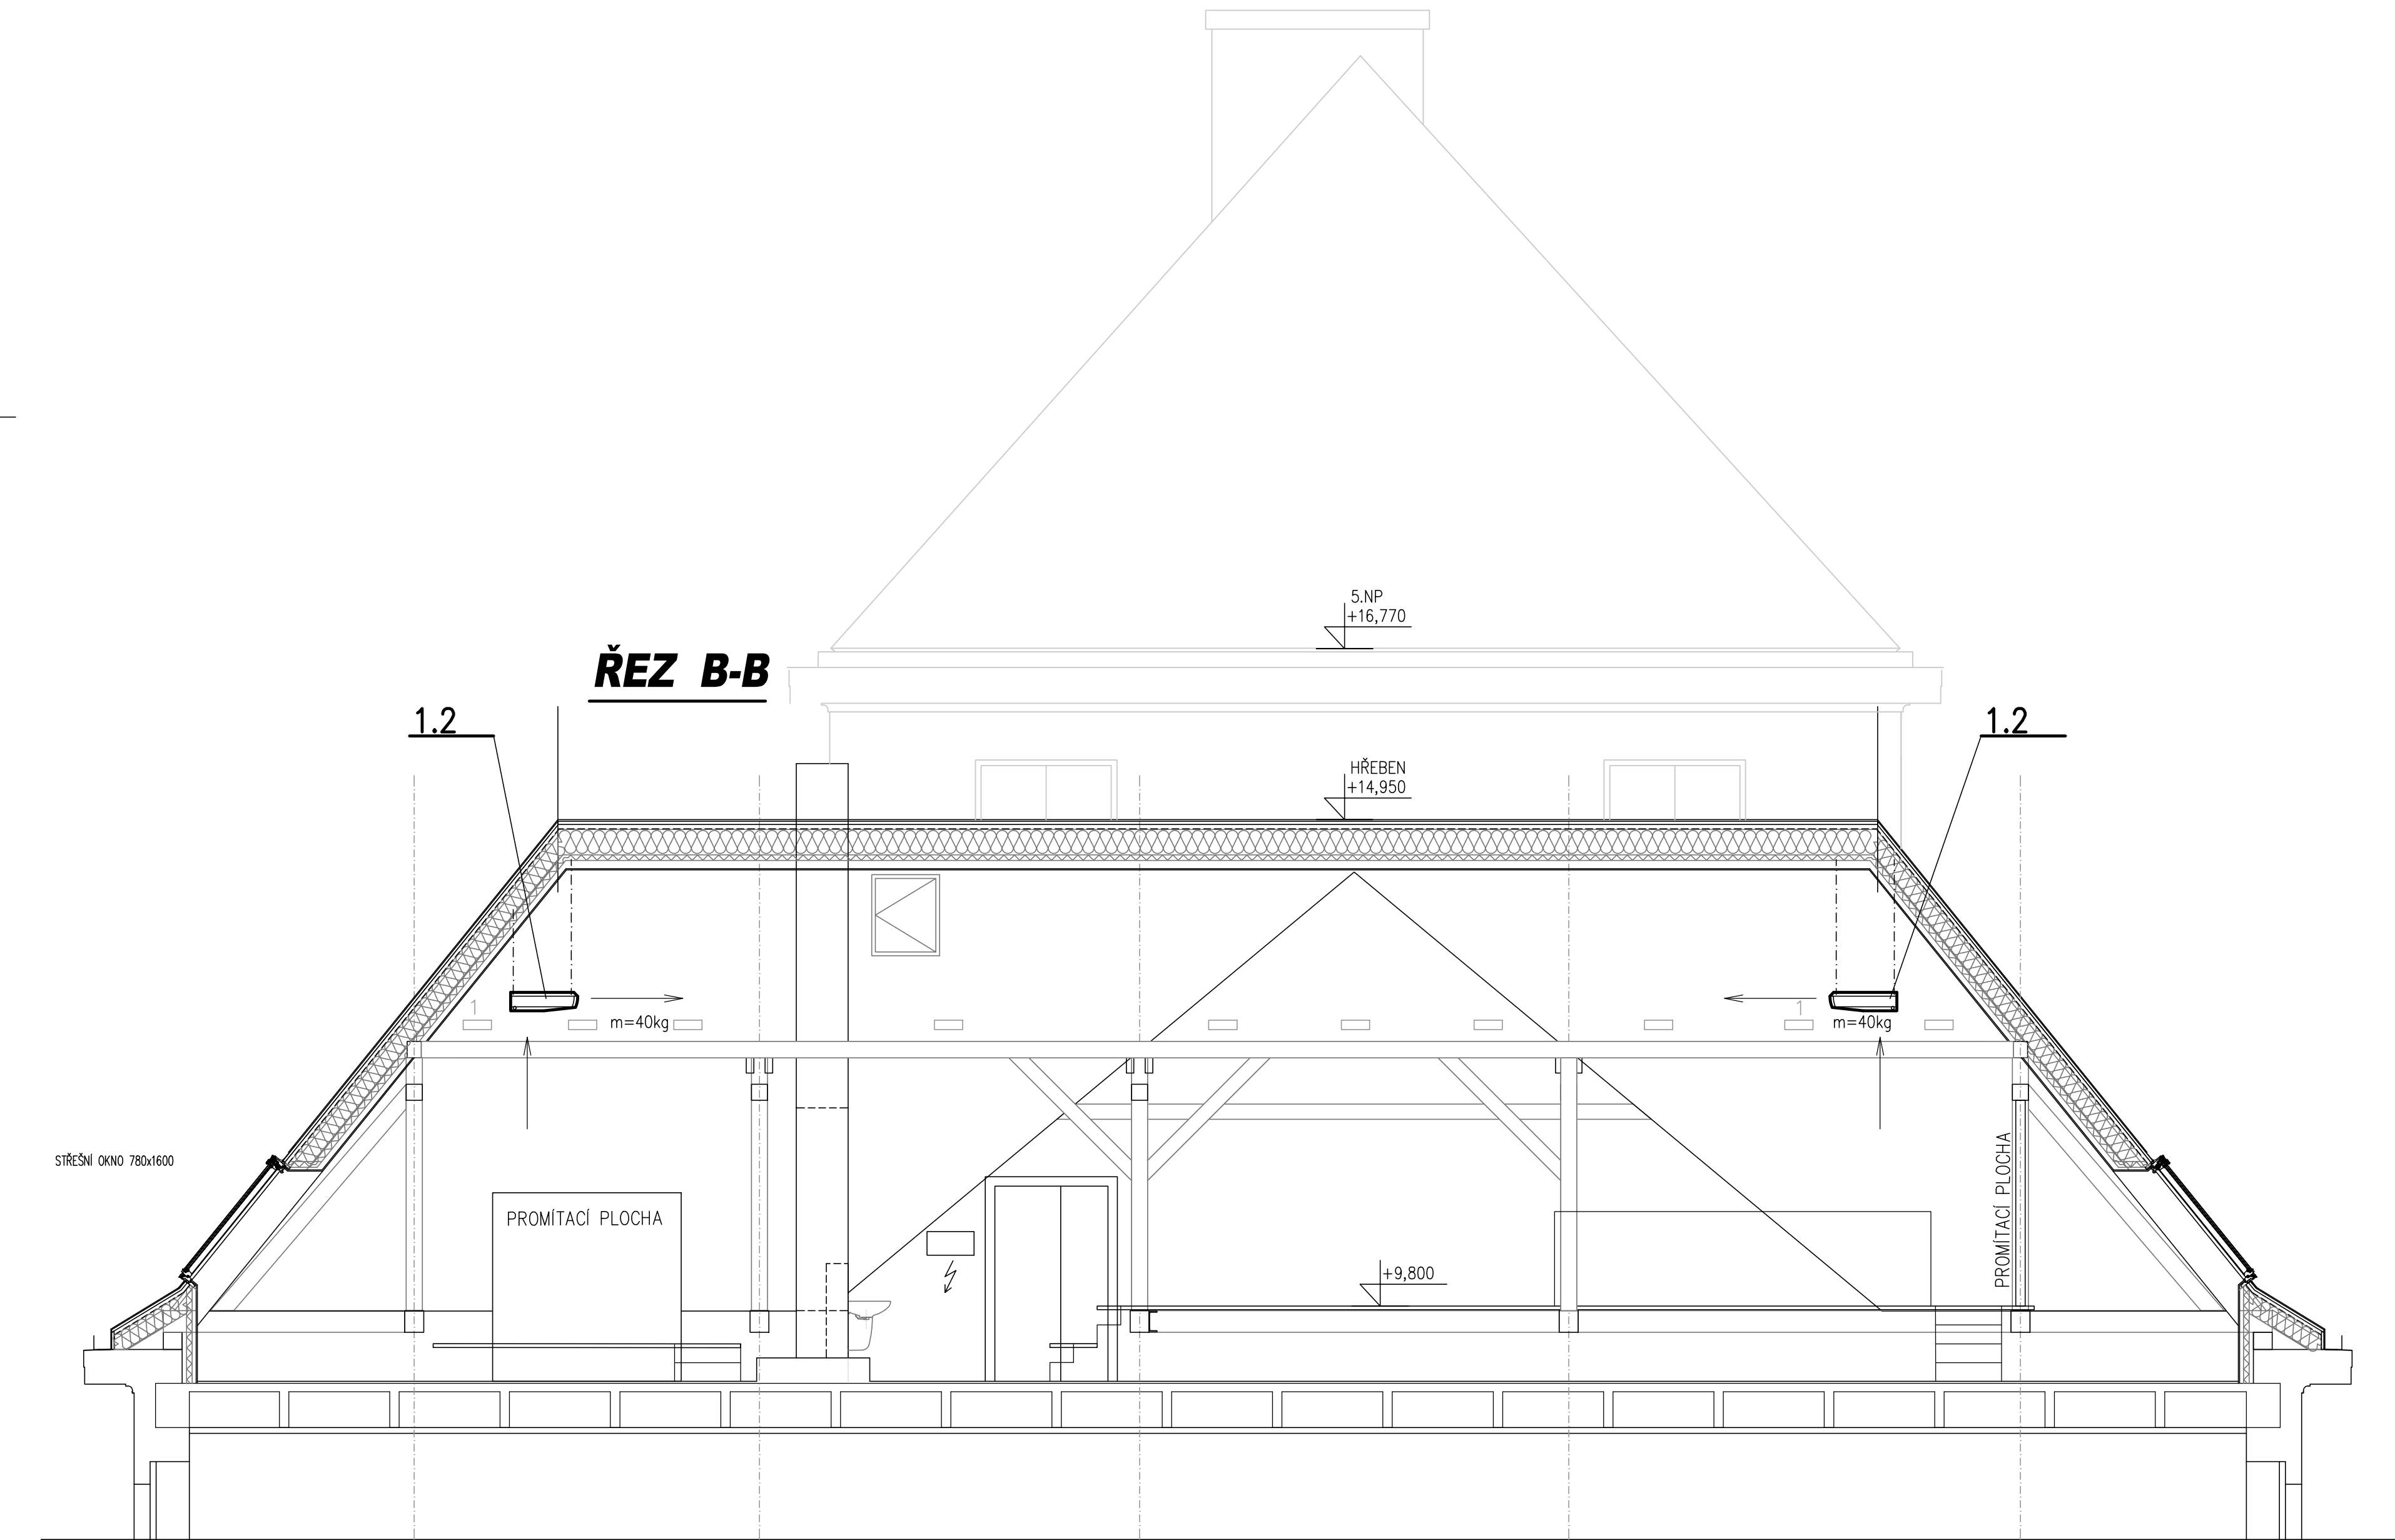 5.NP
+16,770
ŘEZ B-B
1.2
1.2
HŘEBEN
+14,950
1
m=40kg
1
m=40kg
STŘEŠNÍ OKNO 780x1600
PROMÍTACÍ PLOCHA
PROMÍTACÍ PLOCHA
+9,800